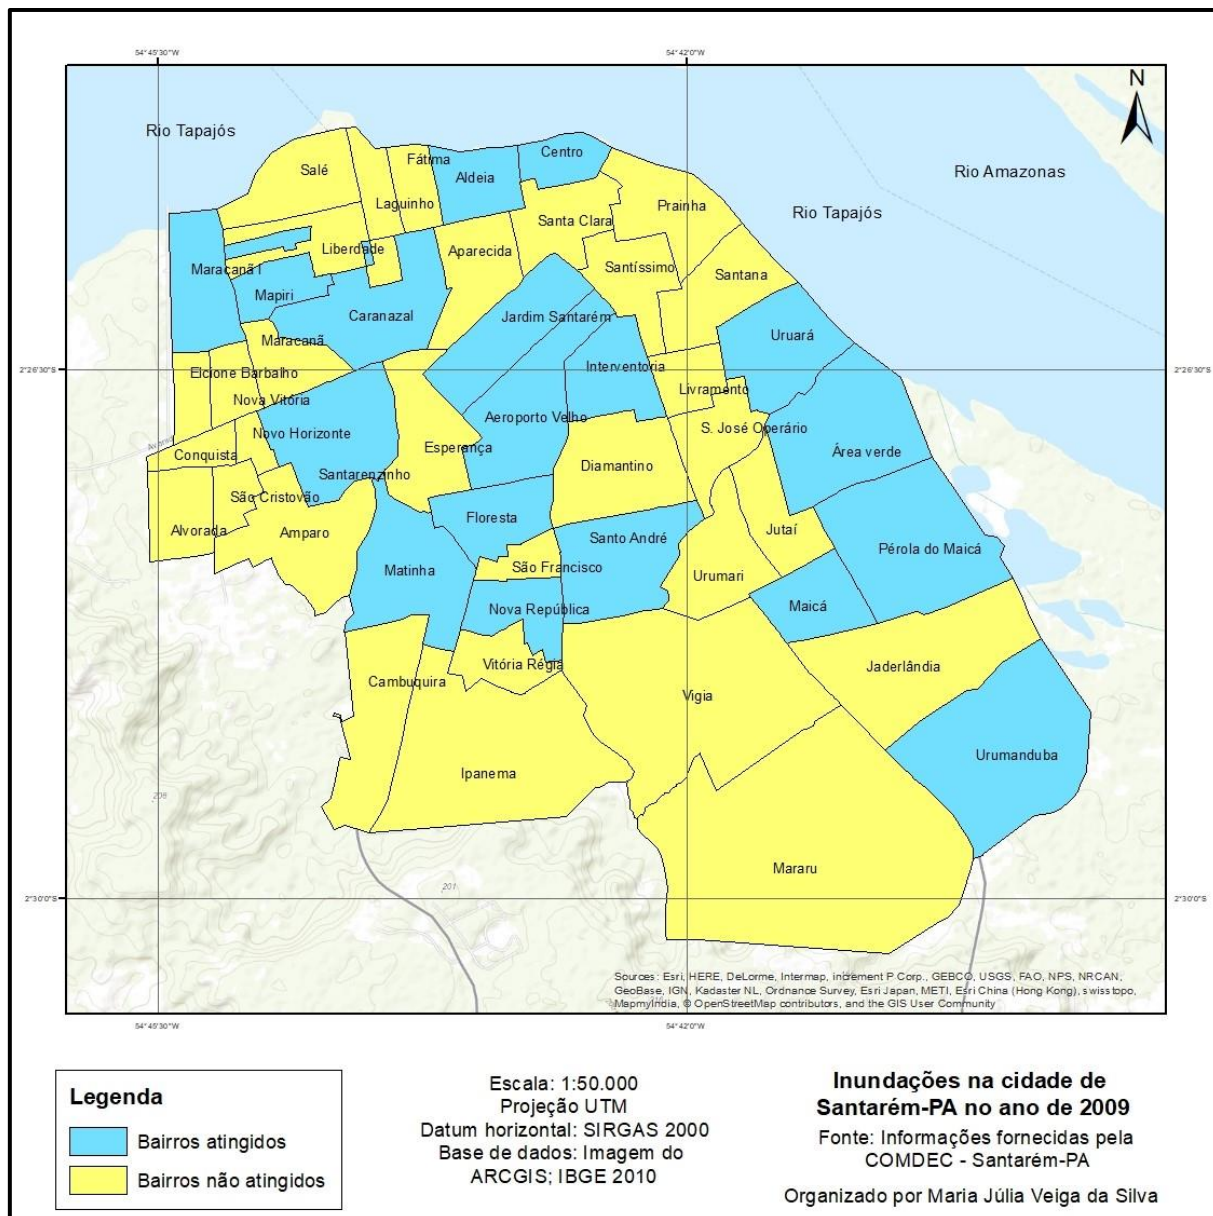 54°45'30"W
54°42'0"W
N
Rio Tapajós
Rio Amazonas
Rio Tapajós
Centro
Fátima
Salé
Aldeia
Laguinho
Prainha
Santa Clara
Liberdade
Aparecida
Maracanã I
Santíssimo
Santana
Mapiri
Caranazal
Jardim Santarém
Uruará
Maracanã
2°26'30"S
2°26'30"S
Elcione Barbalho
Interventoria
Livramento
Nova Vitória
Aeroporto Velho
S. José Operário
Novo Horizonte
Esperança
Área verde
Conquista
Diamantino
Santarenzinho
São Cristovão
Floresta
Alvorada
Amparo
Santo André
Jutaí
Pérola do Maicá
Matinha
São Francisco
Urumari
Nova República
Maicá
Vitória Régia
Jaderlândia
Cambuquira
Vigia
Urumanduba
Ipanema
206
Mararu
201
2°30'0"S
2°30'0"S
Sources: Esri, HERE, DeLorme, Intermap, increment P Corp., GEBCO, USGS, FAO, NPS, NRCAN,
GeoBase, IGN, Kadaster NL, Ordnance Survey, Esri Japan, METI, Esri China (Hong Kong), swisstopo,
MapmyIndia, © OpenStreetMap contributors, and the GIS User Community
54°45'30"W
54°42'0"W
Legenda
Bairros atingidos
Bairros não atingidos
Escala: 1:50.000
Projeção UTM
Datum horizontal: SIRGAS 2000
Base de dados: Imagem do
ARCGIS; IBGE 2010
Inundações na cidade de
Santarém-PA no ano de 2009
Fonte: Informações fornecidas pela
COMDEC - Santarém-PA
Organizado por Maria Júlia Veiga da Silva